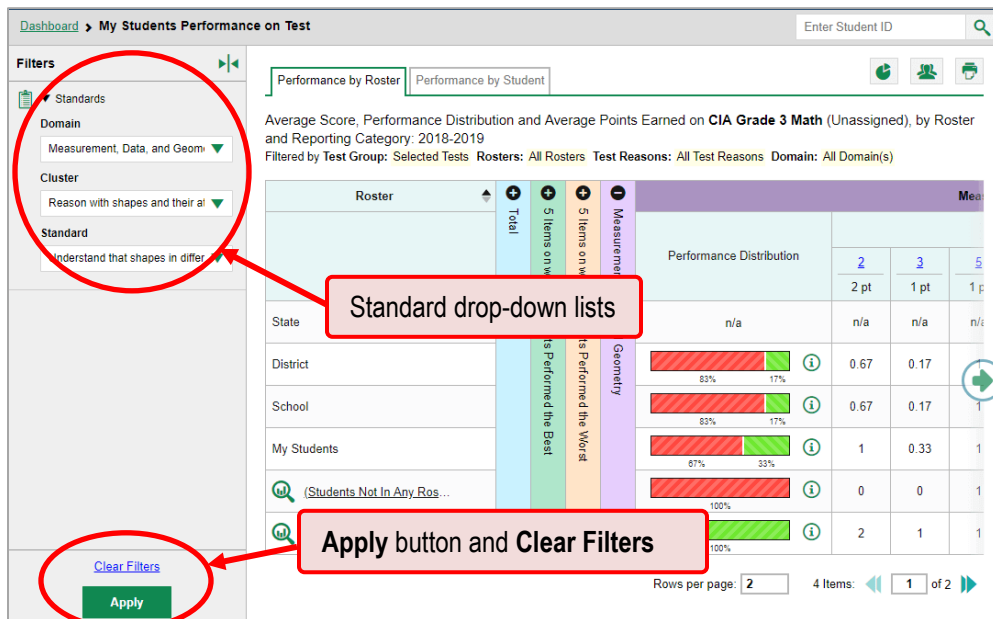 Dashboard > My Students Performance on Test
Enter Student ID
Filters
Standards
Domain
Measurement, Data, and Geom
Cluster
Reason with shapes and their at
Standard
Understand that shapes in differ
Clear Filters
Apply
Performance by Roster
Performance by Student
Average Score, Performance Distribution and Average Points Earned on CIA Grade 3 Math (Unassigned), by Roster
and Reporting Category: 2018-2019
Filtered by Test Group: Selected Tests Rosters: All Rosters Test Reasons: All Test Reasons Domain: All Domain(s)
Roster
Total
5 Items on w
ts Performed the Best
5 Items on w
ts Performed the Worst
Measuremen
Geometry
Mea
Performance Distribution
2 3 5
2 pt 1 pt 1 p
Standard drop-down lists
State n/a n/a n/a n/a
District 83% 17% 0.67 0.17
School 83% 17% 0.67 0.17 1
My Students 67% 33% 1 0.33 1
(Students Not In Any Ros... 100% 0 0 1
100% 2 1 1
Apply button and Clear Filters
Rows per page: 2 4 Items: 1 of 2